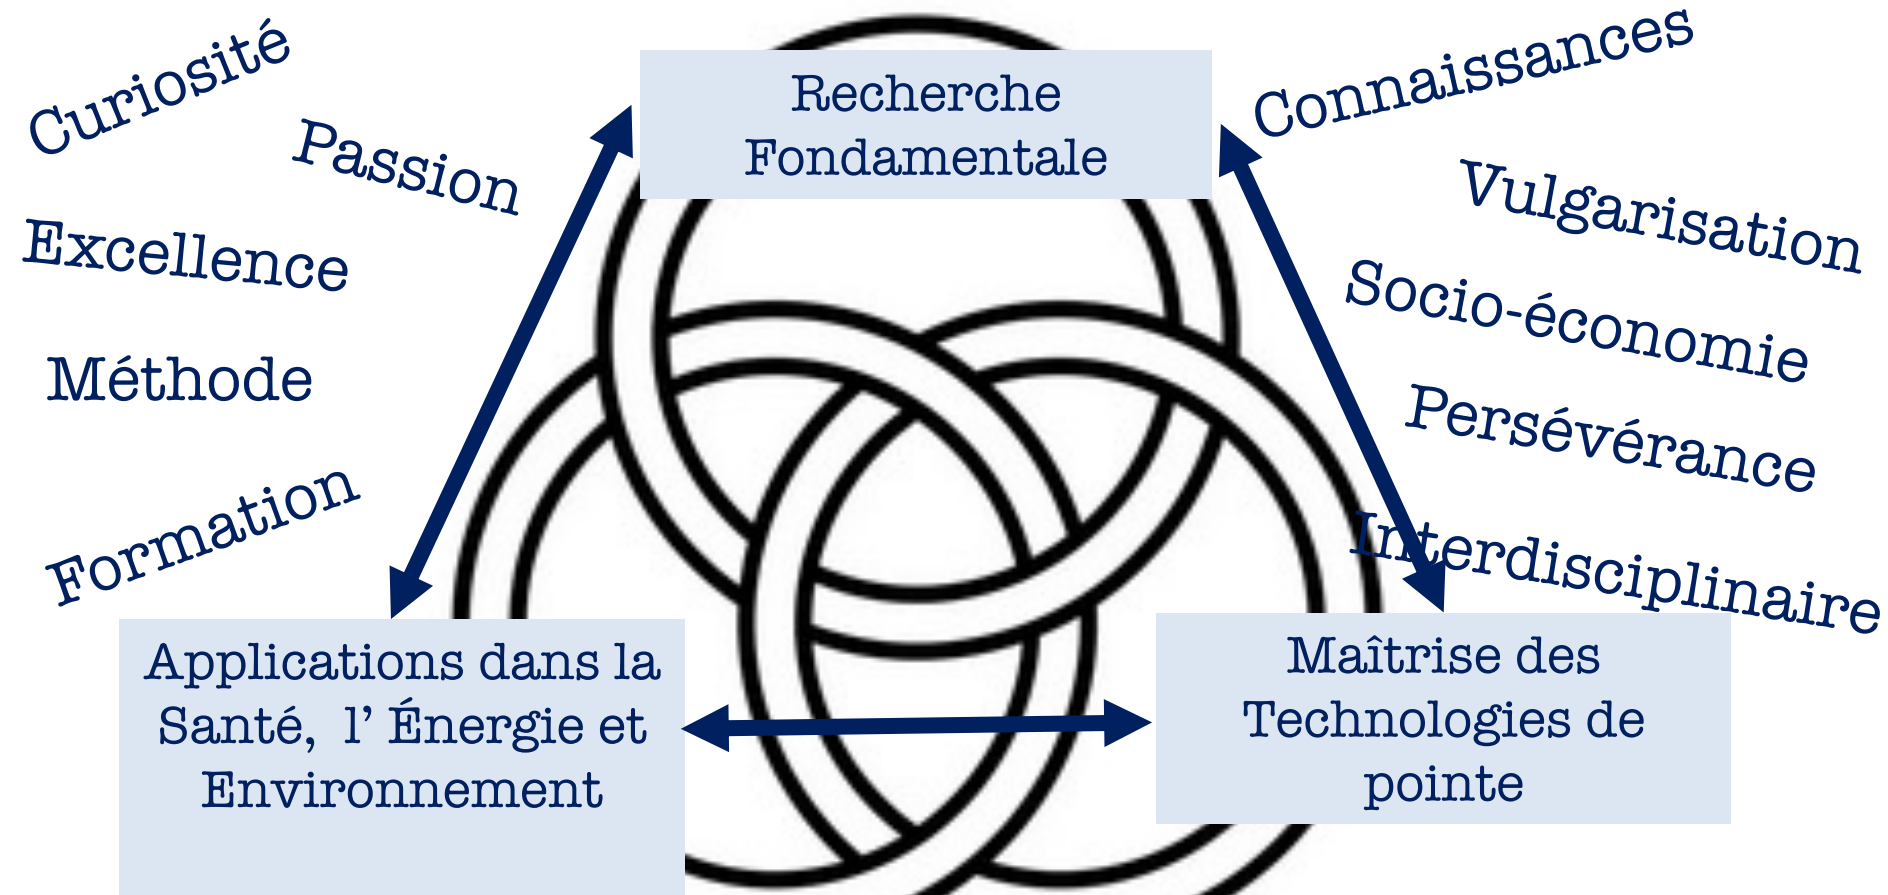 Curiosité
Passion
Excellence
Méthode
Formation
Recherche
Fondamentale
Connaissances
Vulgarisation
Socio-économie
Persévérance
Interdisciplinaire
Applications dans la
Santé, l’ Énergie et
Environnement
Maîtrise des
Technologies de
pointe